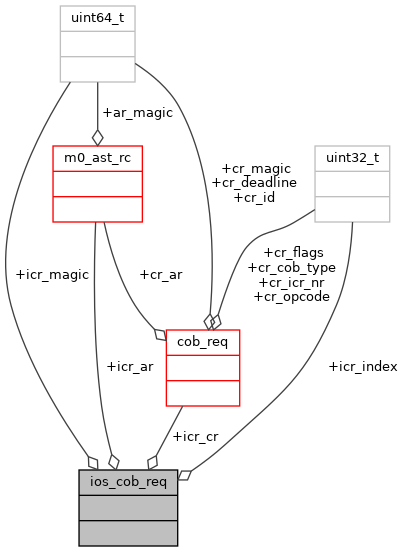 uint64_t
+ar_magic
m0_ast_rc
uint32_t
+cr_magic
+cr_deadline
+cr_id
+cr_flags
+cr_cob_type
+cr_icr_nr
+cr_opcode
+icr_magic
+cr_ar
cob_req
+icr_ar
+icr_index
+icr_cr
ios_cob_req